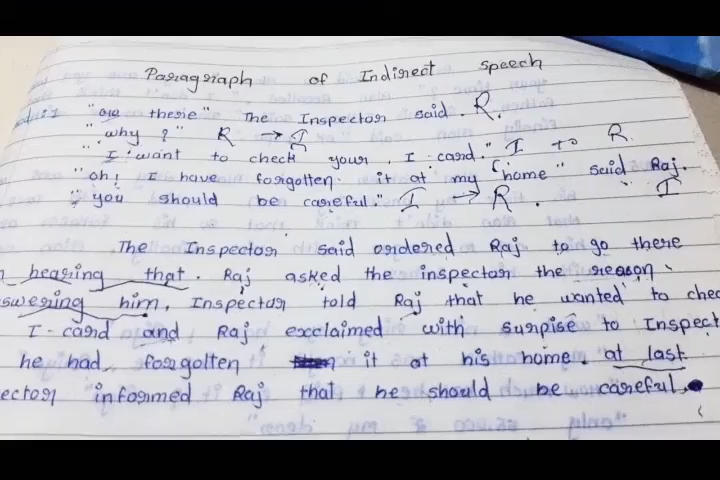 Paragraph of Indirect speech
"Go there" The Inspector said. R.
"why?" R → I
"I want to check your I card." I to R.
"oh! I have forgotten it at my home" said Raj.
"you should be careful." I → R. I
The Inspector said ordered Raj to go there
hearing that. Raj asked the inspector the reason
swering him, Inspector told Raj that he wanted to chec
I-card and Raj exclaimed with surpise to Inspect
he had forgotten it at his home. at last
ector informed Raj that he should be careful.